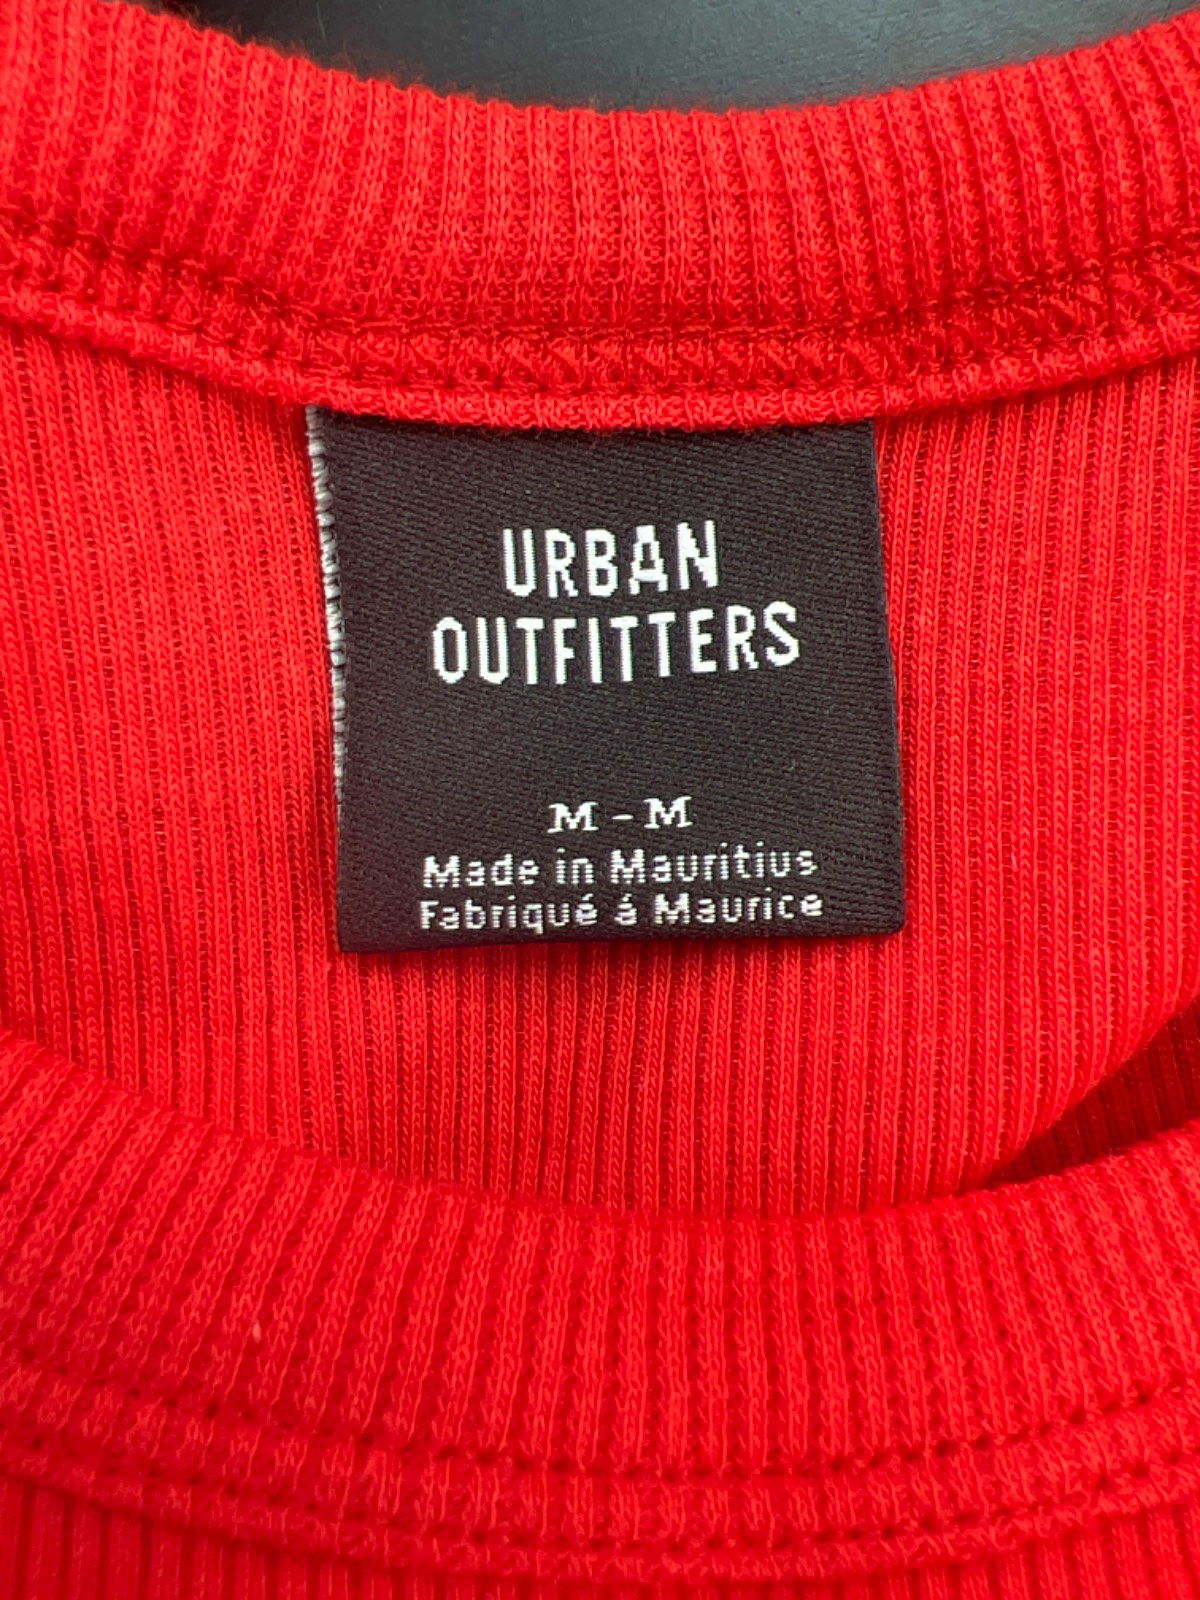 URBAN
OUTFITTERS
M - M
Made in Mauritius
Fabriqué á Maurice